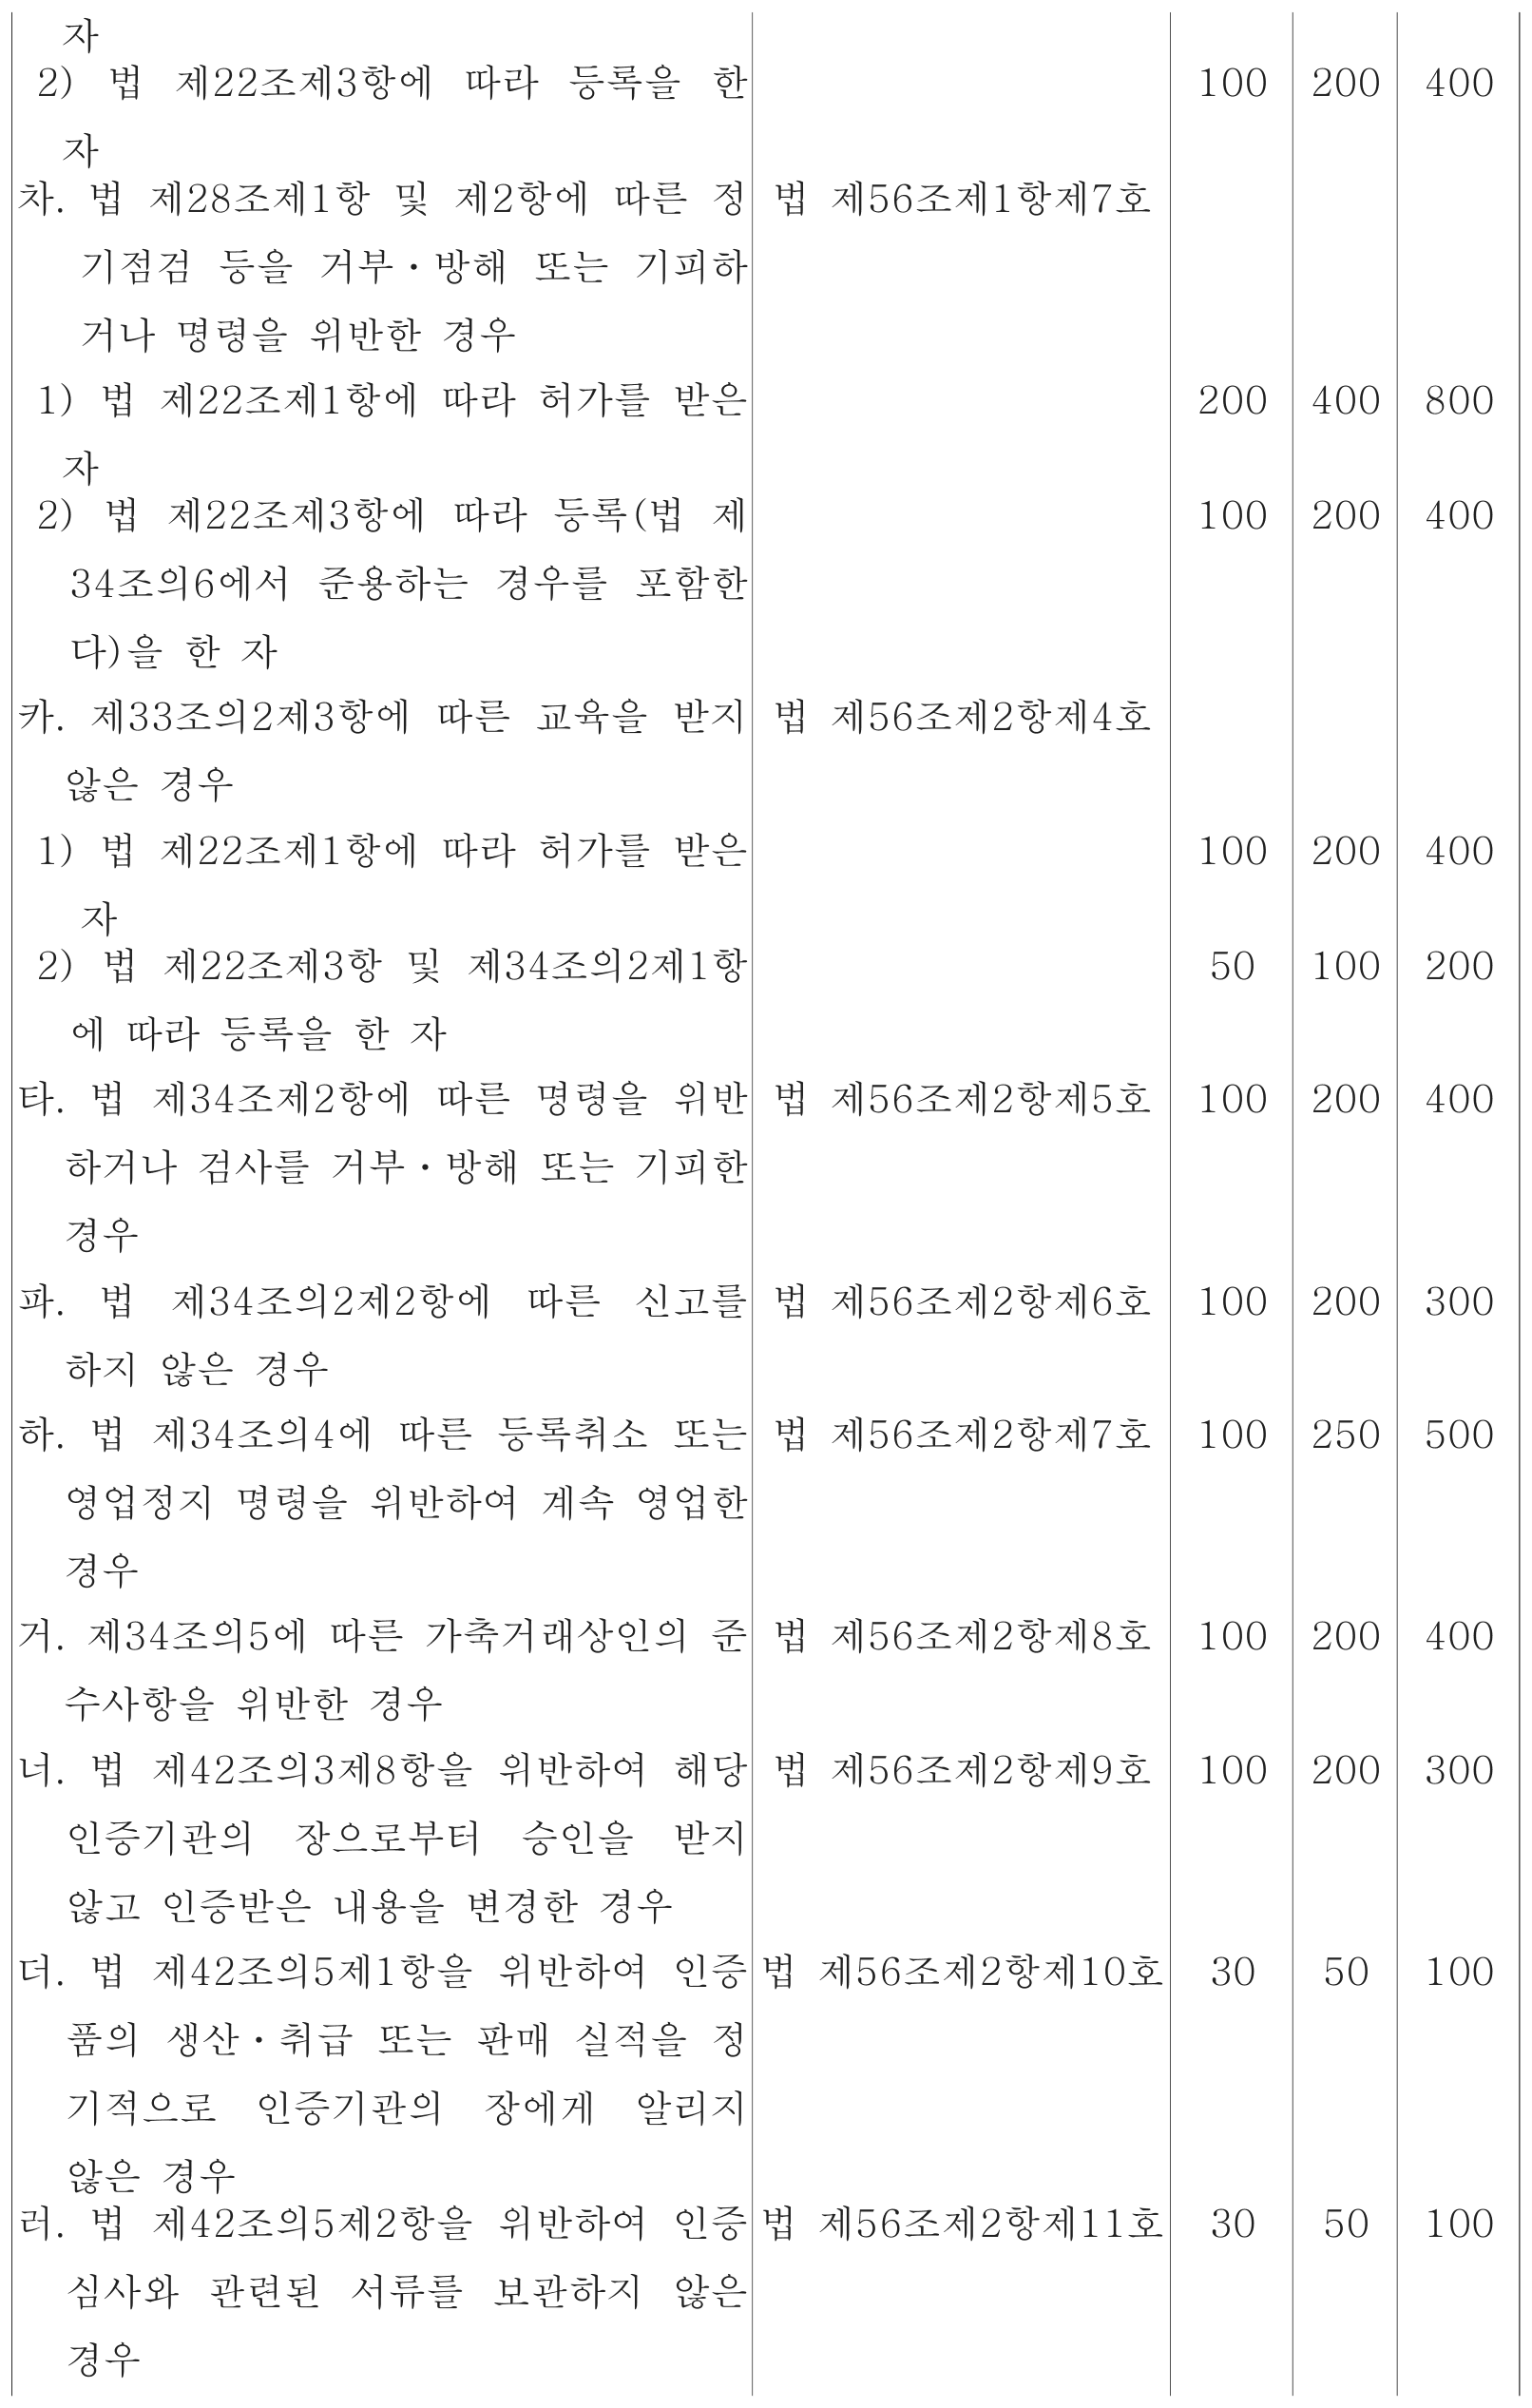 자
2) 법 제22조제3항에 따라 등록을 한 100 200 400
자
차. 법 제28조제1항 및 제2항에 따른 정 법 제56조제1항제7호
기점검 등을 거부·방해 또는 기피하
거나 명령을 위반한 경우
1) 법 제22조제1항에 따라 허가를 받은 200 400 800
자
2) 법 제22조제3항에 따라 등록(법 제 100 200 400
34조의6에서 준용하는 경우를 포함한
다)을 한 자
카. 제33조의2제3항에 따른 교육을 받지 법 제56조제2항제4호
않은 경우
1) 법 제22조제1항에 따라 허가를 받은 100 200 400
자
2) 법 제22조제3항 및 제34조의2제1항 50 100 200
에 따라 등록을 한 자
타. 법 제34조제2항에 따른 명령을 위반 법 제56조제2항제5호 100 200 400
하거나 검사를 거부·방해 또는 기피한
경우
파. 법 제34조의2제2항에 따른 신고를 법 제56조제2항제6호 100 200 300
하지 않은 경우
하. 법 제34조의4에 따른 등록취소 또는 법 제56조제2항제7호 100 250 500
영업정지 명령을 위반하여 계속 영업한
경우
거. 제34조의5에 따른 가축거래상인의 준 법 제56조제2항제8호 100 200 400
수사항을 위반한 경우
너. 법 제42조의3제8항을 위반하여 해당 법 제56조제2항제9호 100 200 300
인증기관의 장으로부터 승인을 받지
않고 인증받은 내용을 변경한 경우
더. 법 제42조의5제1항을 위반하여 인증 법 제56조제2항제10호 30 50 100
품의 생산·취급 또는 판매 실적을 정
기적으로 인증기관의 장에게 알리지
않은 경우
러. 법 제42조의5제2항을 위반하여 인증 법 제56조제2항제11호 30 50 100
심사와 관련된 서류를 보관하지 않은
경우